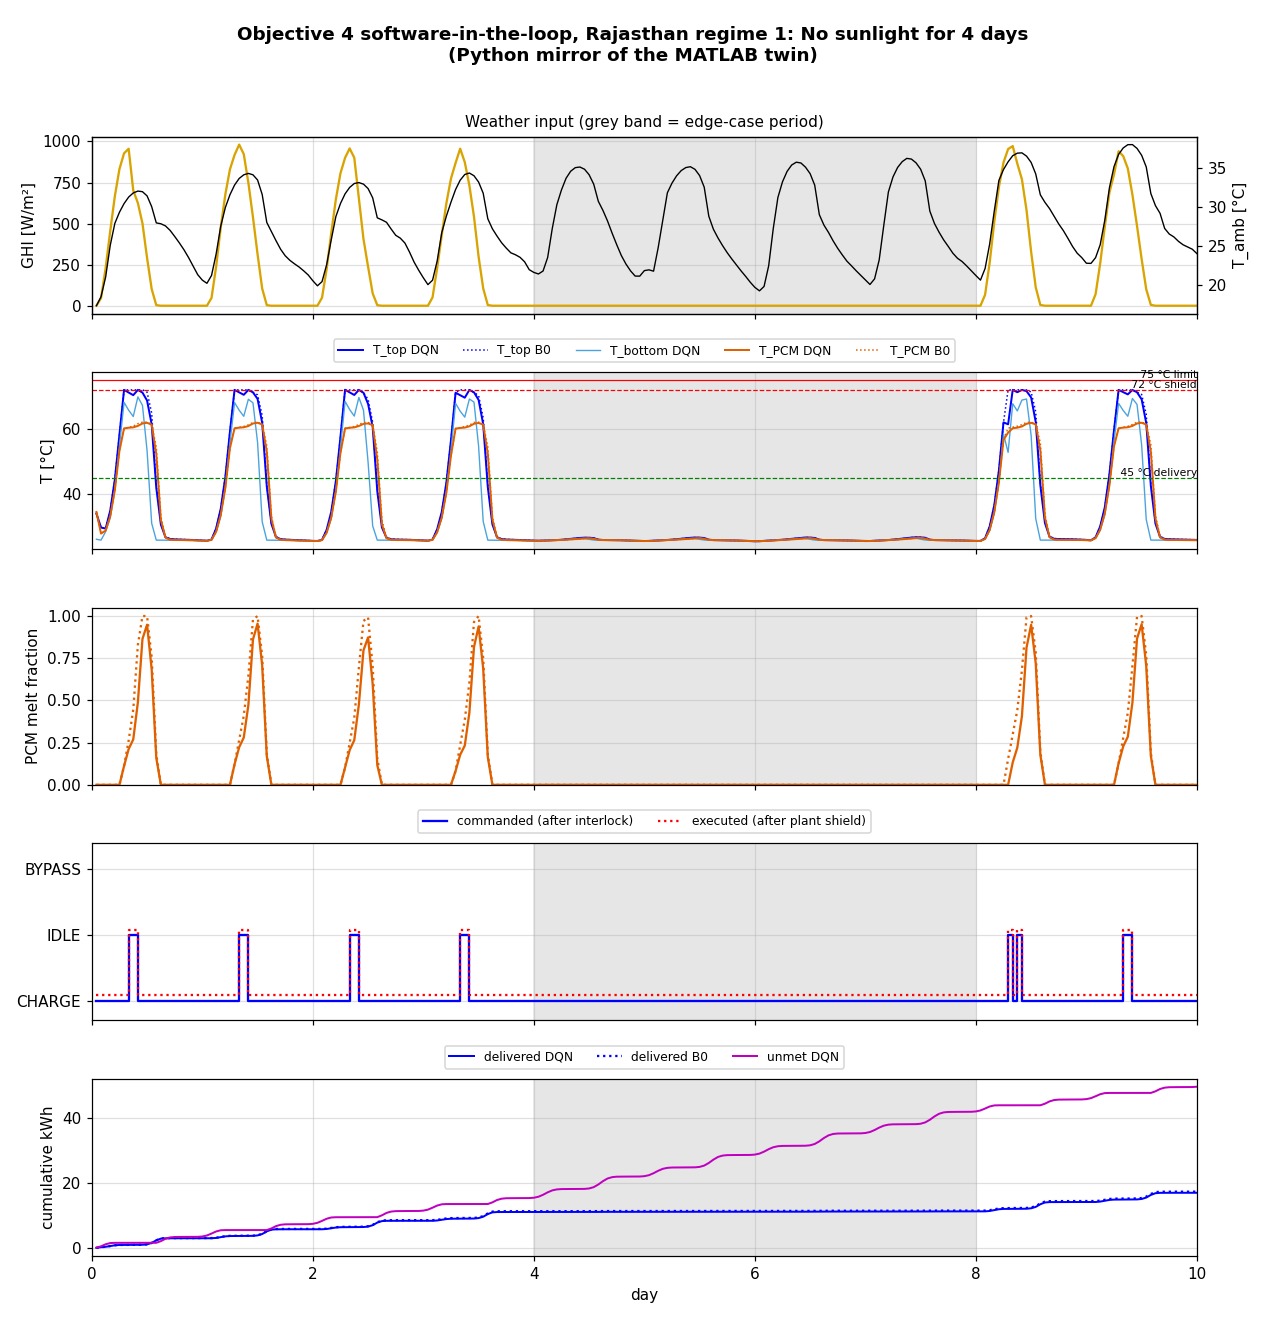 Objective 4 software-in-the-loop, Rajasthan regime 1: No sunlight for 4 days
(Python mirror of the MATLAB twin)
Weather input (grey band = edge-case period)
GHI [W/m²]
1000
750
500
250
0
T_amb [°C]
35
30
25
20
T_top DQN
T_top B0
T_bottom DQN
T_PCM DQN
T_PCM B0
T [°C]
60
40
75 °C limit
72 °C shield
45 °C delivery
PCM melt fraction
1.00
0.75
0.50
0.25
0.00
commanded (after interlock)
executed (after plant shield)
BYPASS
IDLE
CHARGE
delivered DQN
delivered B0
unmet DQN
cumulative kWh
40
20
0
0
2
4
6
8
10
day